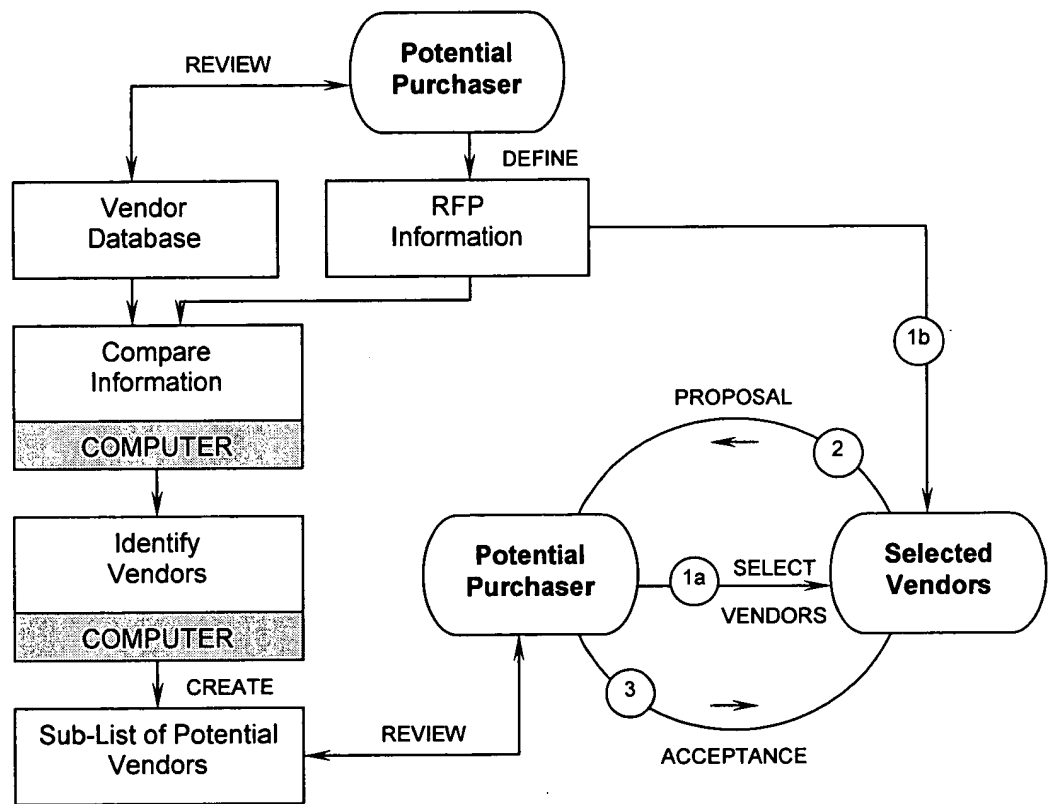 Potential
Purchaser
REVIEW
DEFINE
Vendor
Database
RFP
Information
Compare
Information
COMPUTER
1b
PROPOSAL
2
Identify
Vendors
COMPUTER
Potential
Purchaser
1a
SELECT
VENDORS
Selected
Vendors
CREATE
3
Sub-List of Potential
Vendors
REVIEW
ACCEPTANCE